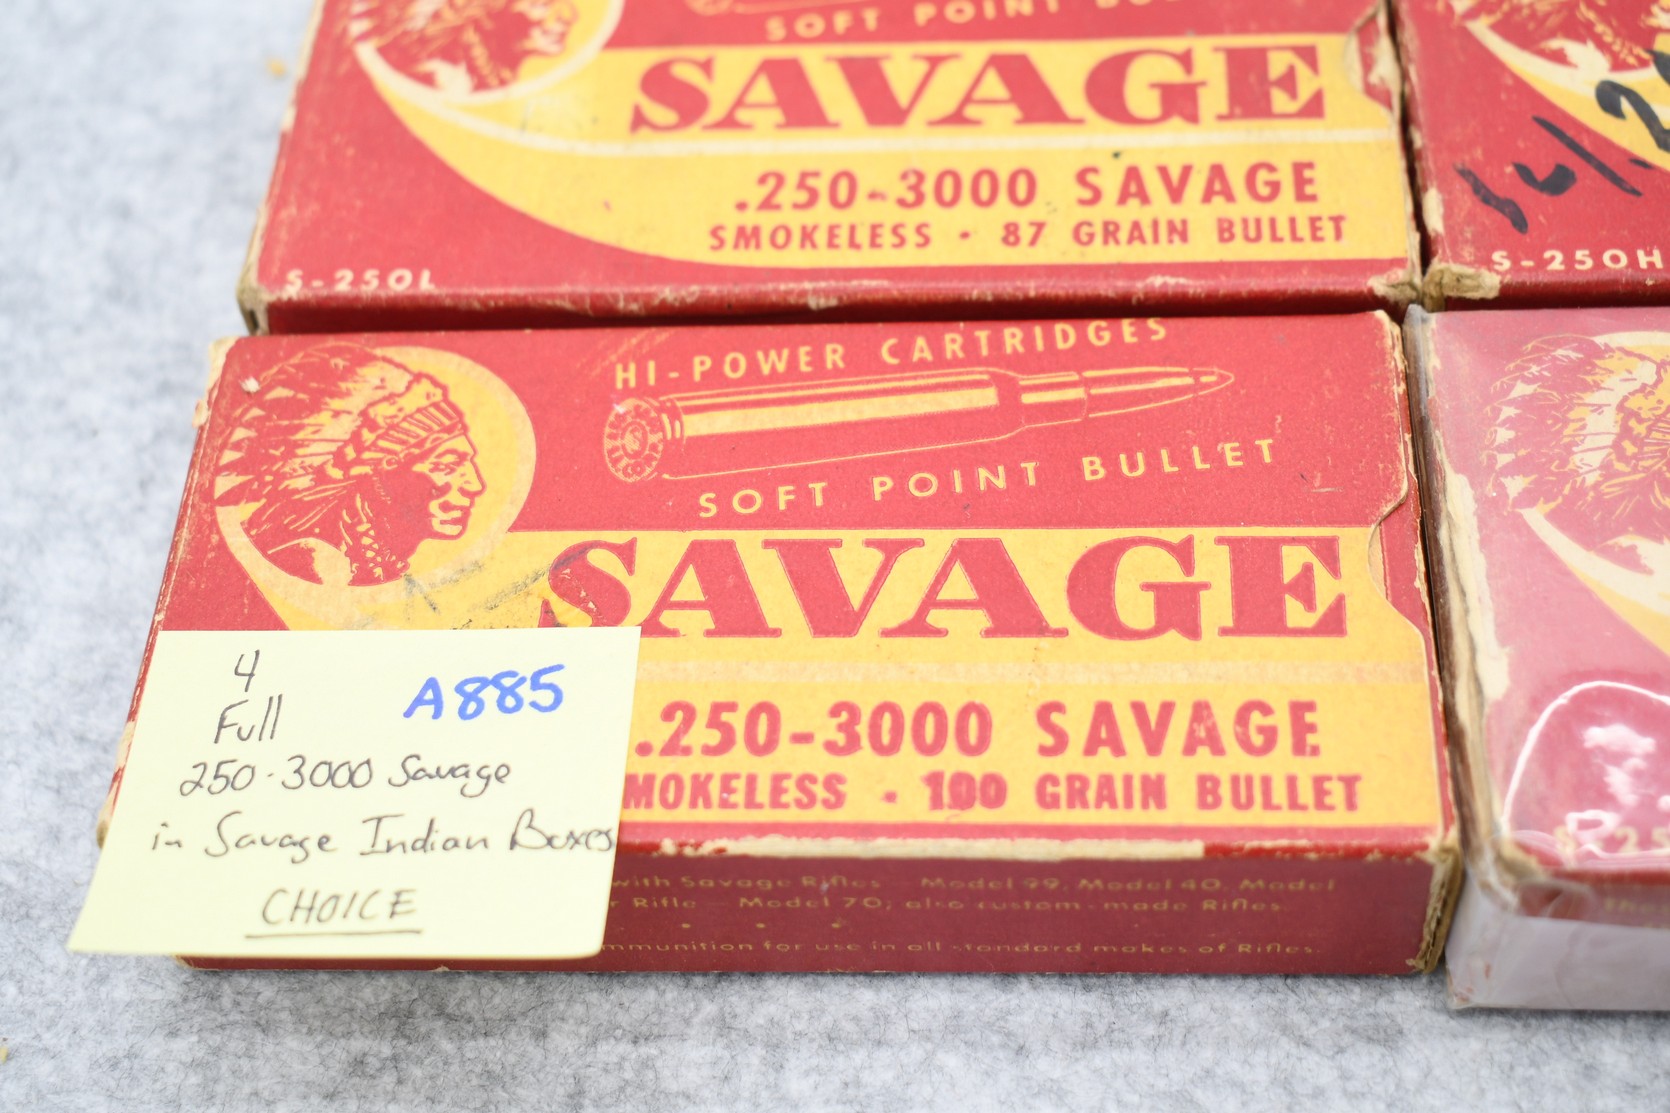 SOFT POINT
SAVAGE
.250-3000 SAVAGE
SMOKELESS • 87 GRAIN BULLET
S-250L
S-250H
HI-POWER CARTRIDGES
SOFT POINT BULLET
SAVAGE
.250-3000 SAVAGE
MOKELESS • 100 GRAIN BULLET
with Savage Rifles Model 99, Model 40, Model
r Rifle Model 70; also custom-made Rifles.
mmunition for use in all standard makes of Rifles.
4
Full
A885
250-3000 Savage
in Savage Indian Boxes
CHOICE